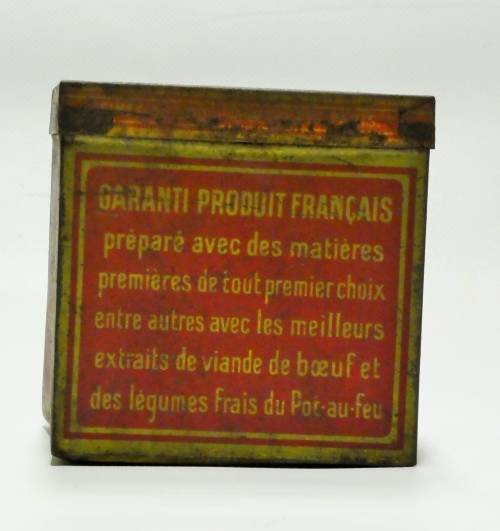 GARANTI PRODUIT FRANÇAIS
préparé avec des matières
premières de tout premier choix
entre autres avec les meilleurs
extraits de viande de bœuf et
des légumes frais du Pot-au-feu